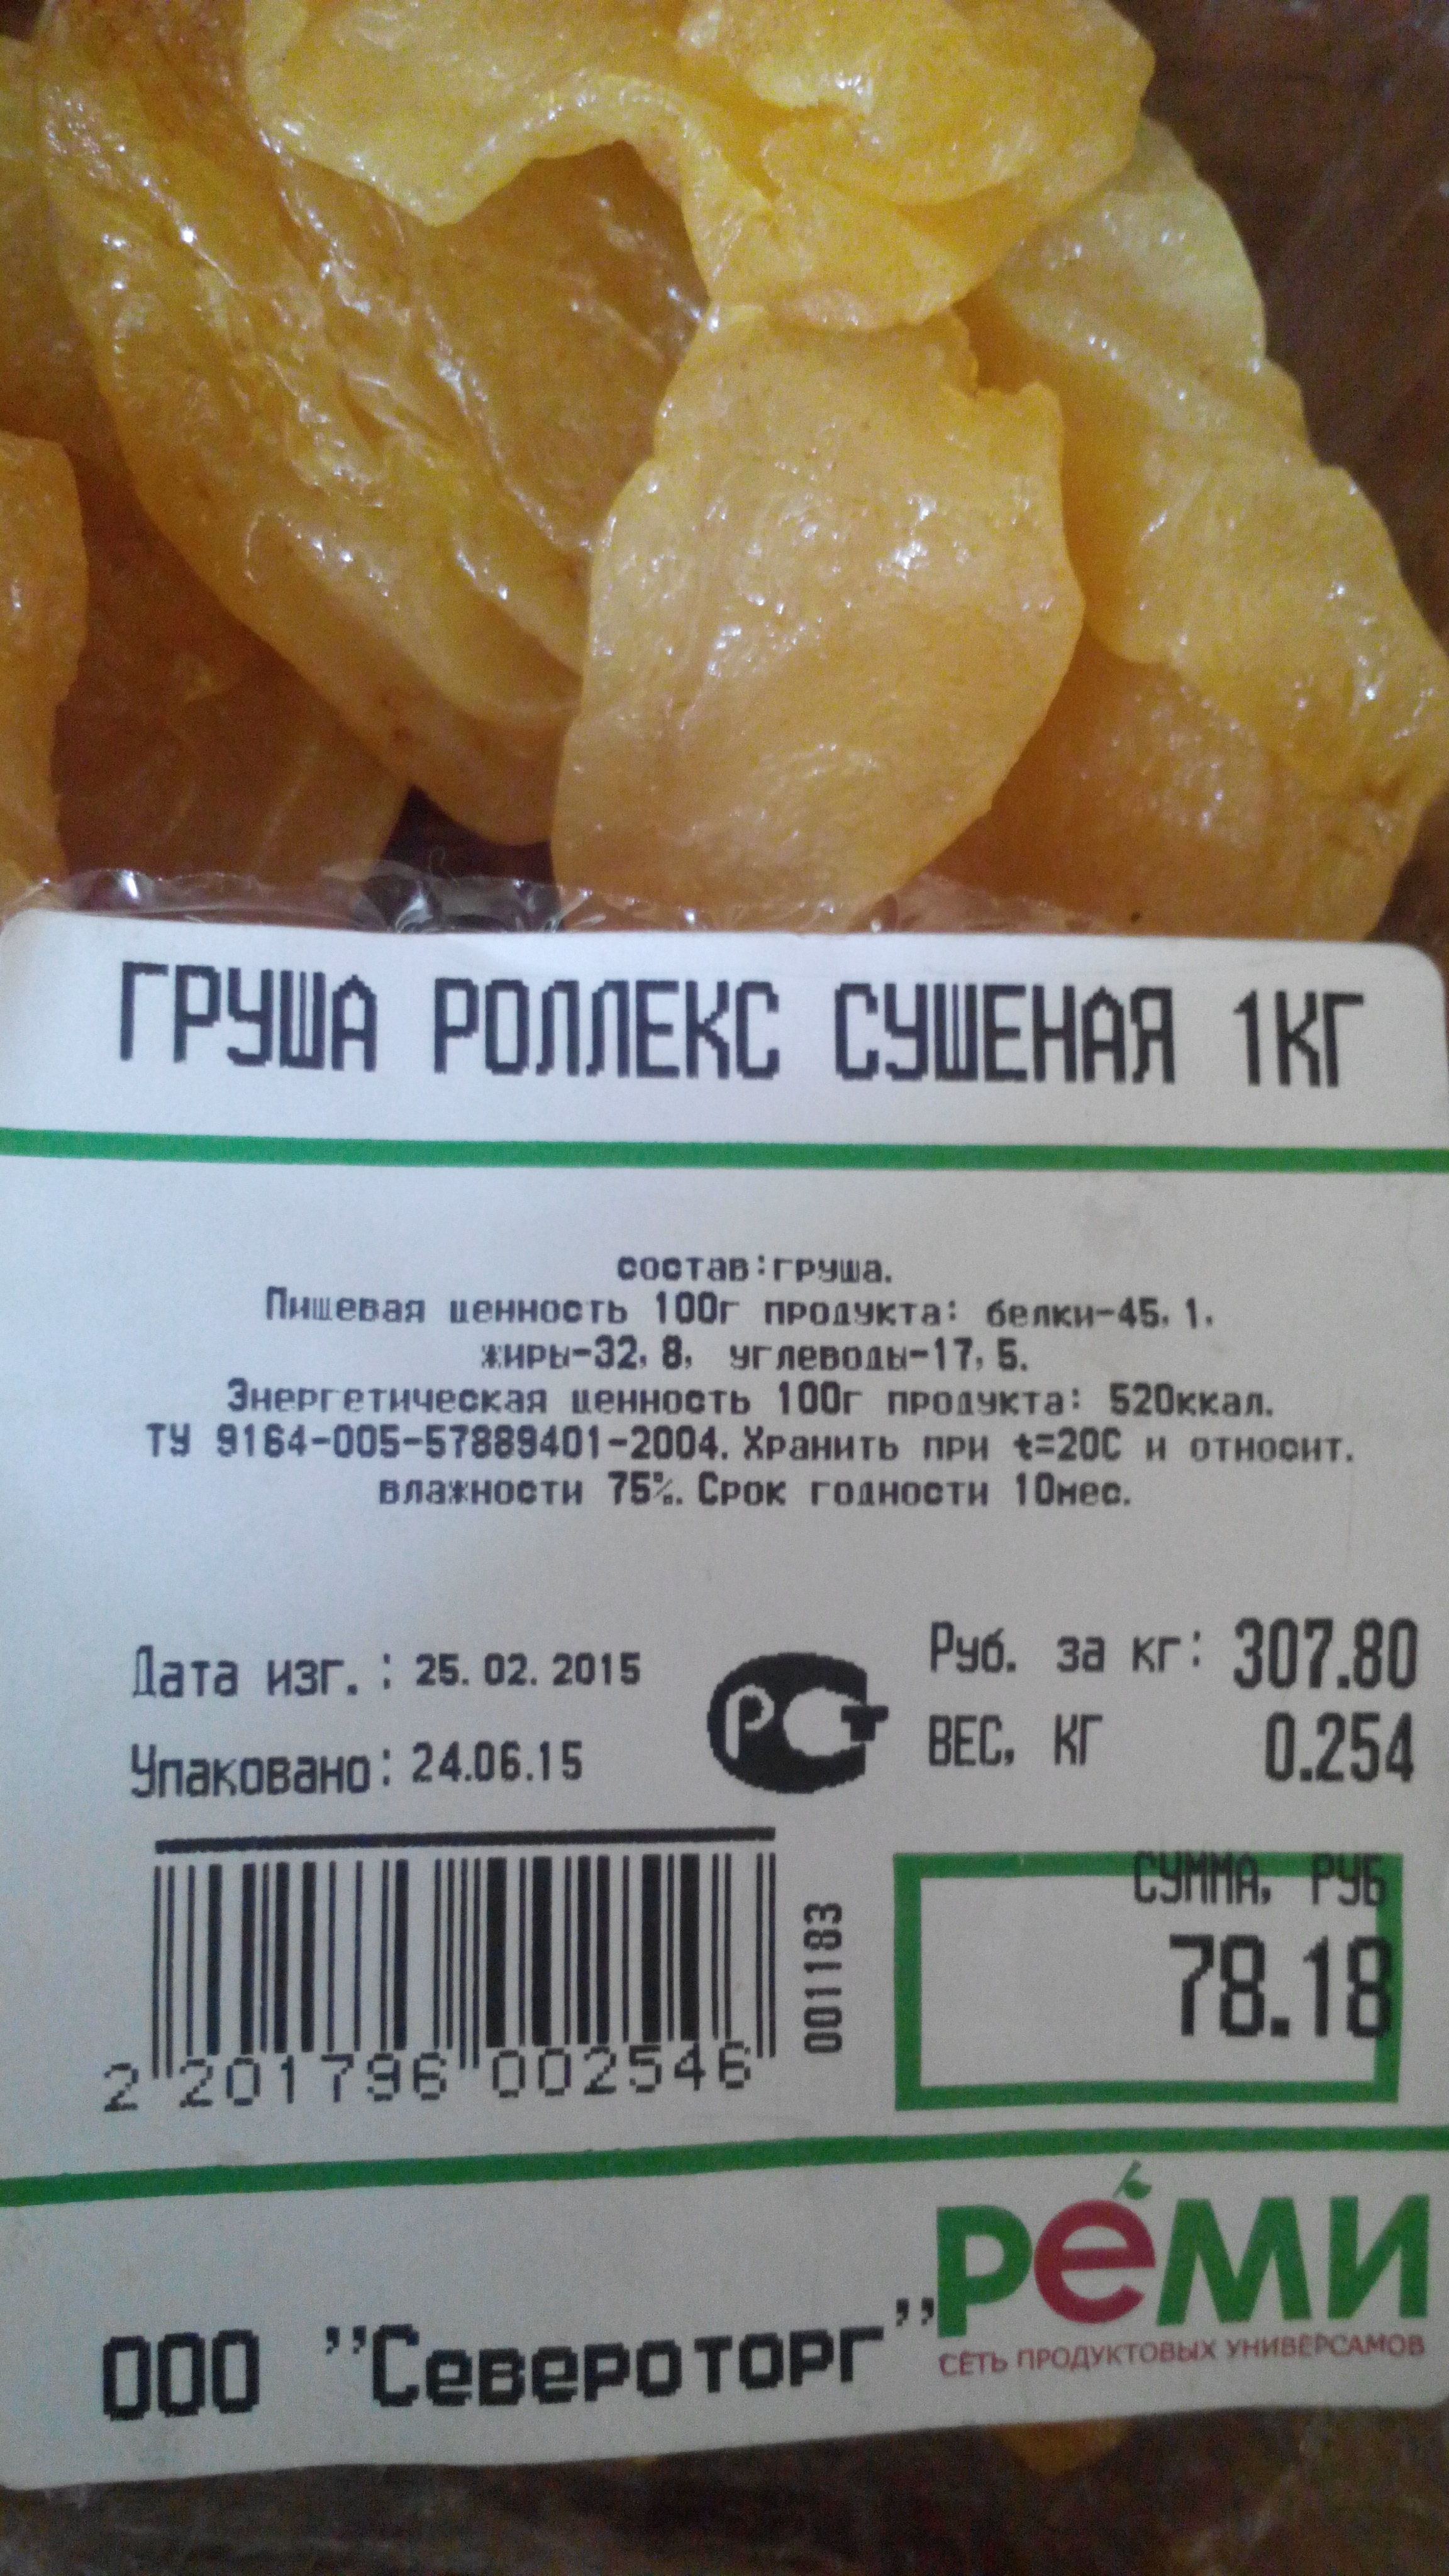 ГРУША РОЛЛЕКС СУШЕНАЯ 1КГ
состав:груша.
Пищевая ценность 100г продукта: белки-45, 1,
жиры-32, 8, углеводы-17, 5.
Энергетическая ценность 100г продукта: 520ккал.
ТУ 9164-005-57889401-2004. Хранить при t=20С и относит.
влажности 75%. Срок годности 10мес.
Дата изг. : 25. 02. 2015
Упаковано: 24.06.15
РСТ
Руб. за кг: 307.80
ВЕС, КГ 0.254
СУММА, РУБ
78.18
2 201796 002546
001183
ООО "Североторг"
РЕМИ
СЕТЬ ПРОДУКТОВЫХ УНИВЕРСАМОВ